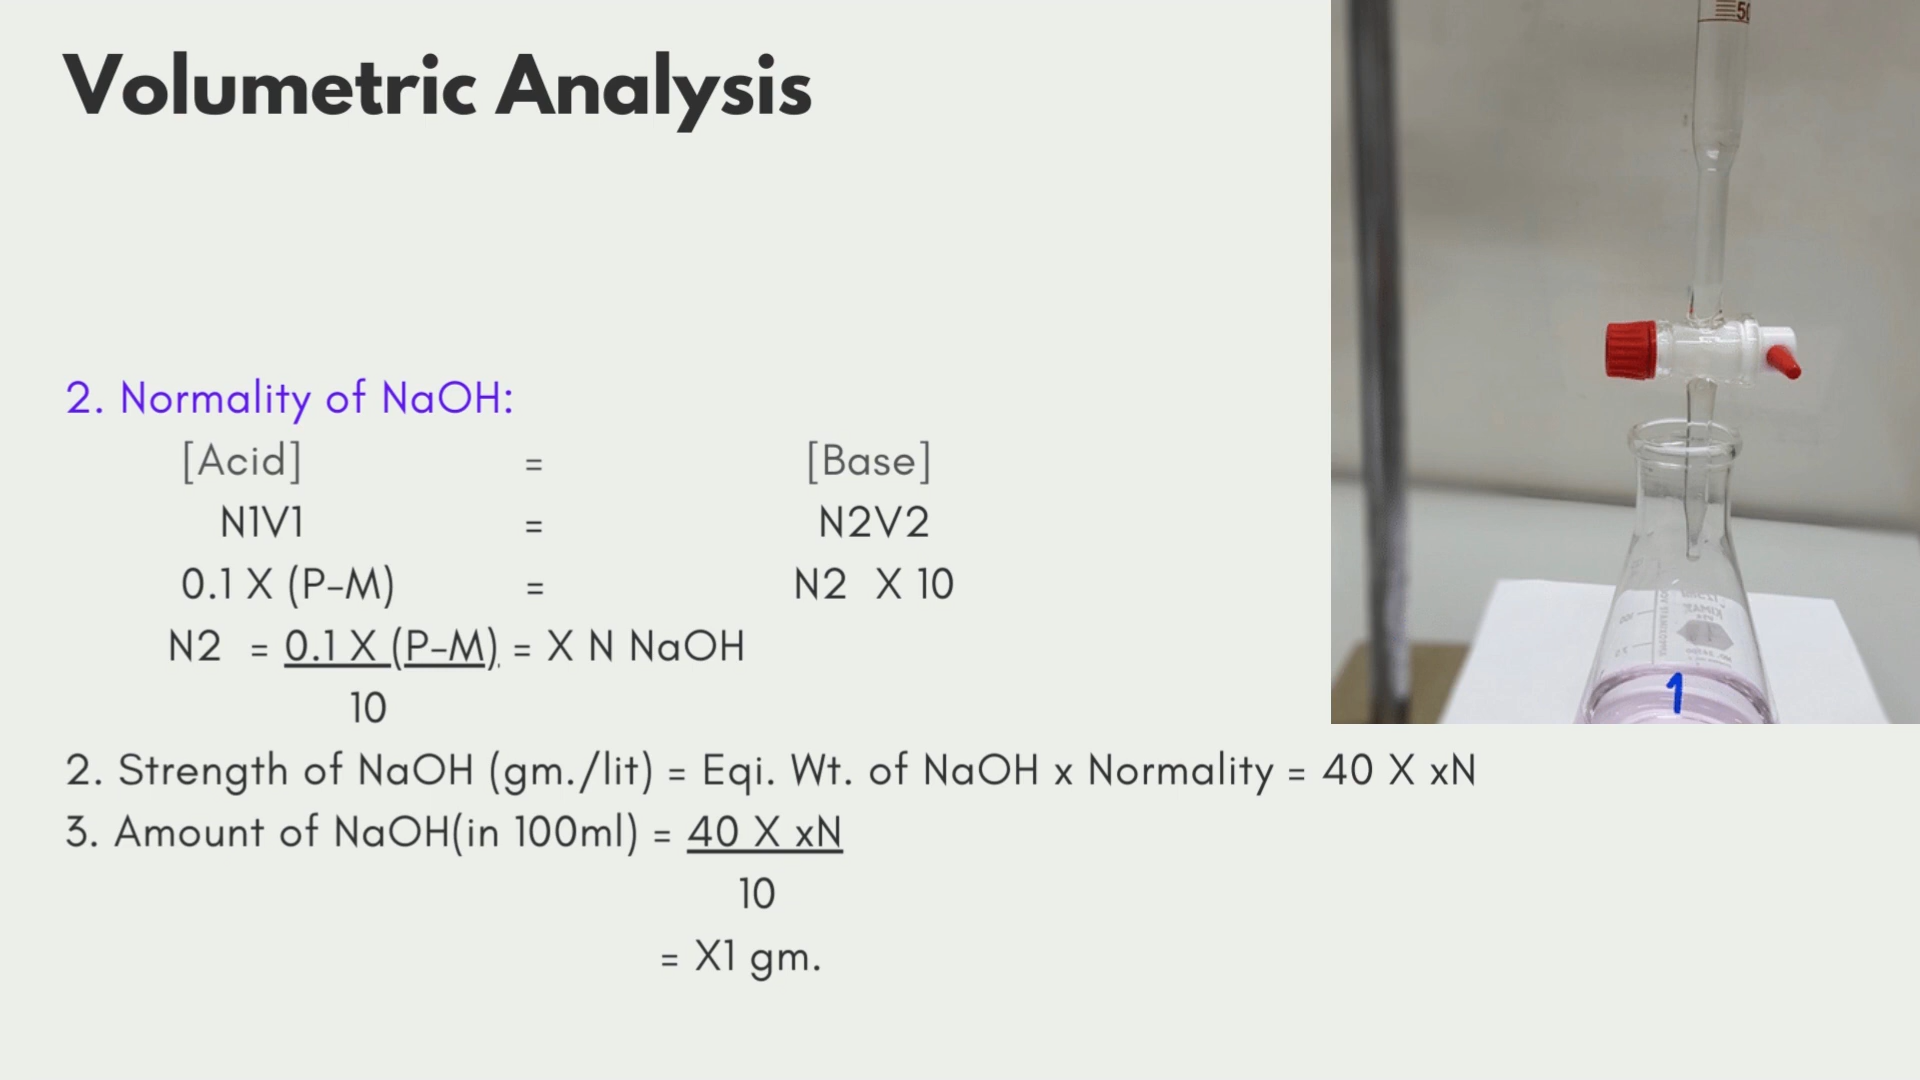 Volumetric Analysis
50
2. Normality of NaOH:
[Acid] = [Base]
N1V1 = N2V2
0.1 X (P-M) = N2 X 10
N2 = 0.1 X (P-M) = X N NaOH
10
1
2. Strength of NaOH (gm./lit) = Eqi. Wt. of NaOH x Normality = 40 X xN
3. Amount of NaOH(in 100ml) = 40 X xN
10
= X1 gm.